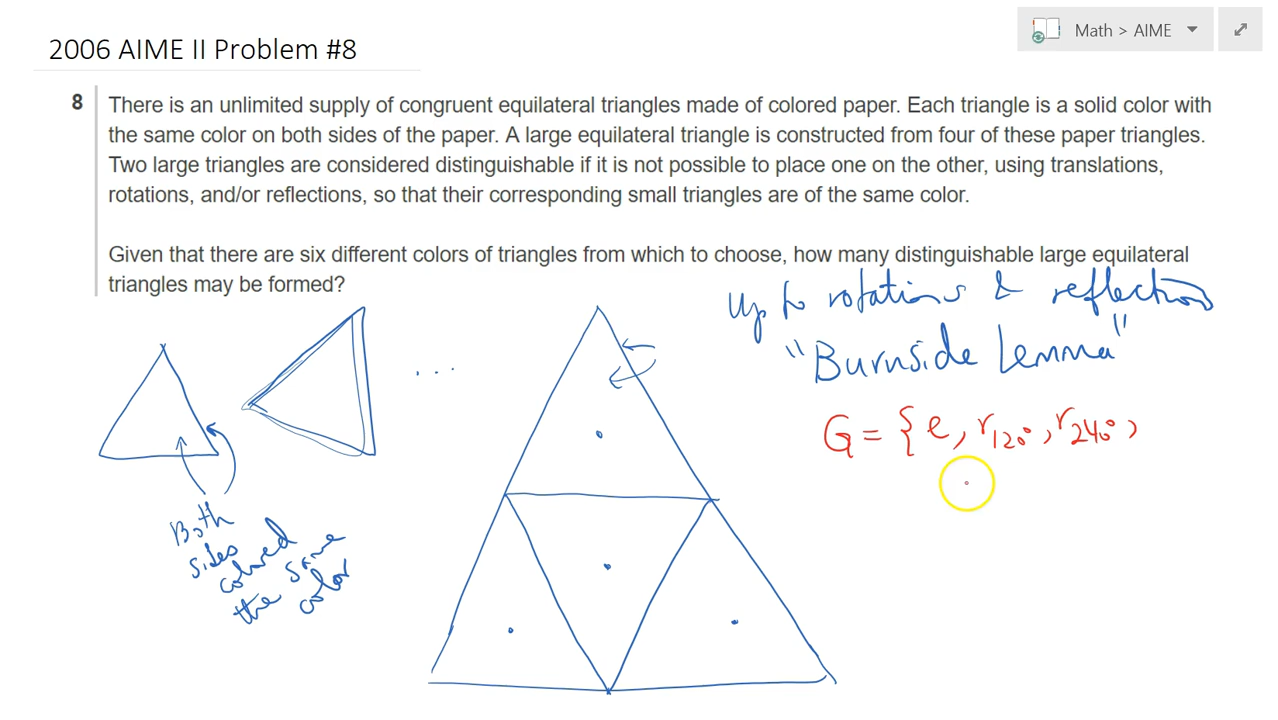 Math > AIME
2006 AIME II Problem #8
8 There is an unlimited supply of congruent equilateral triangles made of colored paper. Each triangle is a solid color with
the same color on both sides of the paper. A large equilateral triangle is constructed from four of these paper triangles.
Two large triangles are considered distinguishable if it is not possible to place one on the other, using translations,
rotations, and/or reflections, so that their corresponding small triangles are of the same color.
Given that there are six different colors of triangles from which to choose, how many distinguishable large equilateral
triangles may be formed?
up to rotations & reflections
"Burnside Lemma"
...
G = {e, r120°, r240°,
Both
sides
colored
the same
color